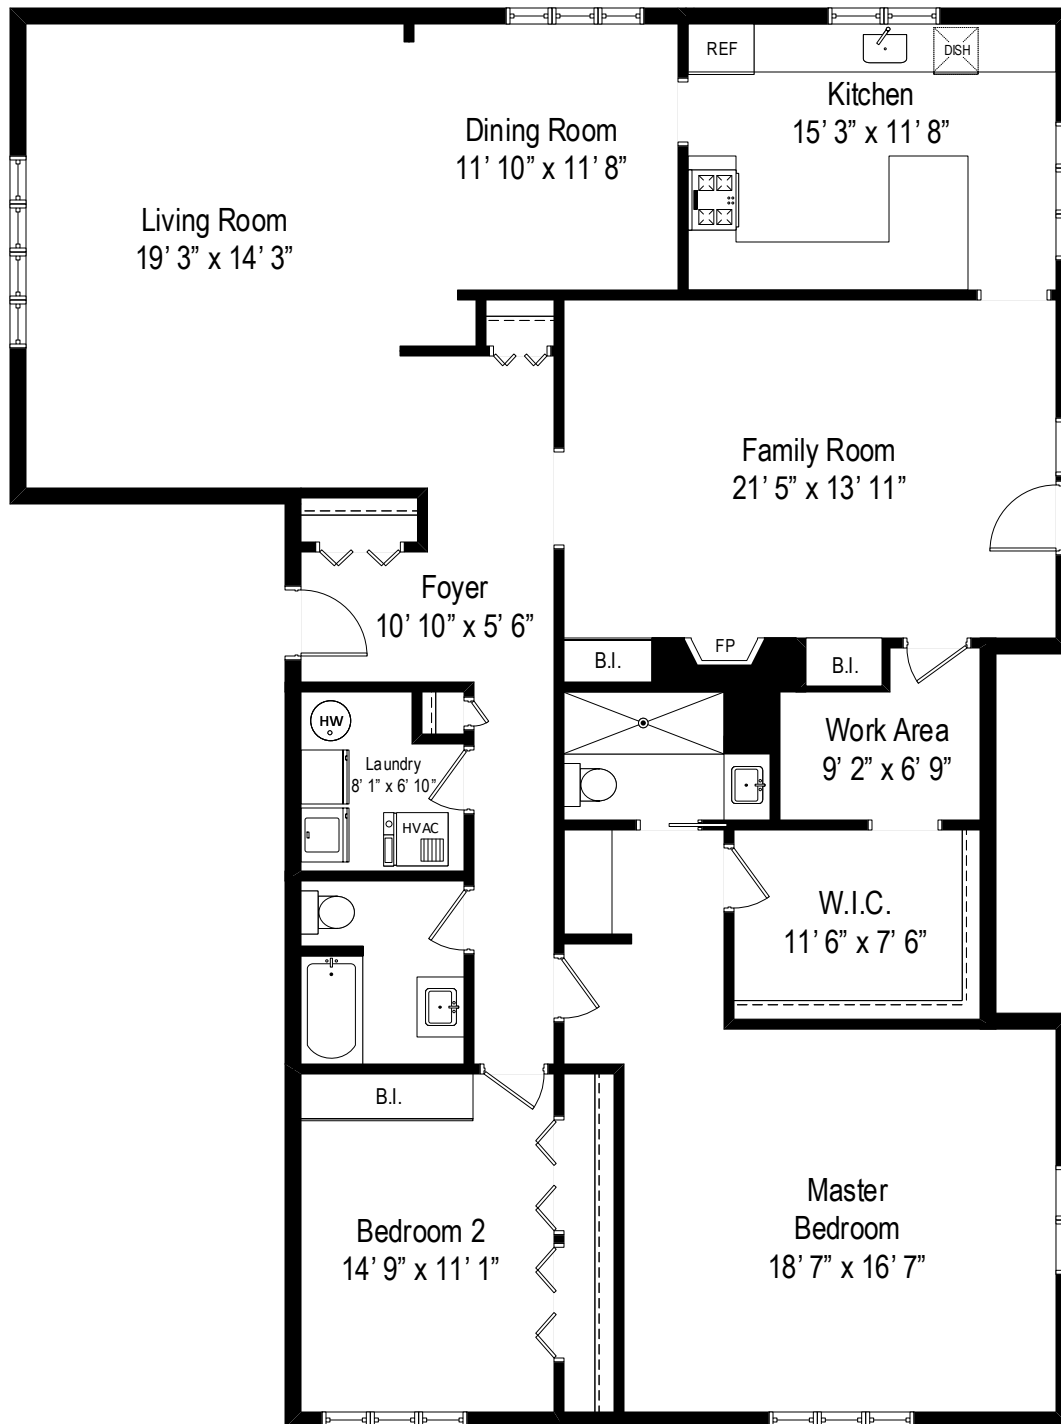 REF
DISH
Kitchen
15' 3" x 11' 8"
Dining Room
11' 10" x 11' 8"
Living Room
19' 3" x 14' 3"
Family Room
21' 5" x 13' 11"
Foyer
10' 10" x 5' 6"
FP
B.I.
B.I.
HW
Laundry
8' 1" x 6' 10"
HVAC
Work Area
9' 2" x 6' 9"
W.I.C.
11' 6" x 7' 6"
B.I.
Bedroom 2
14' 9" x 11' 1"
Master
Bedroom
18' 7" x 16' 7"